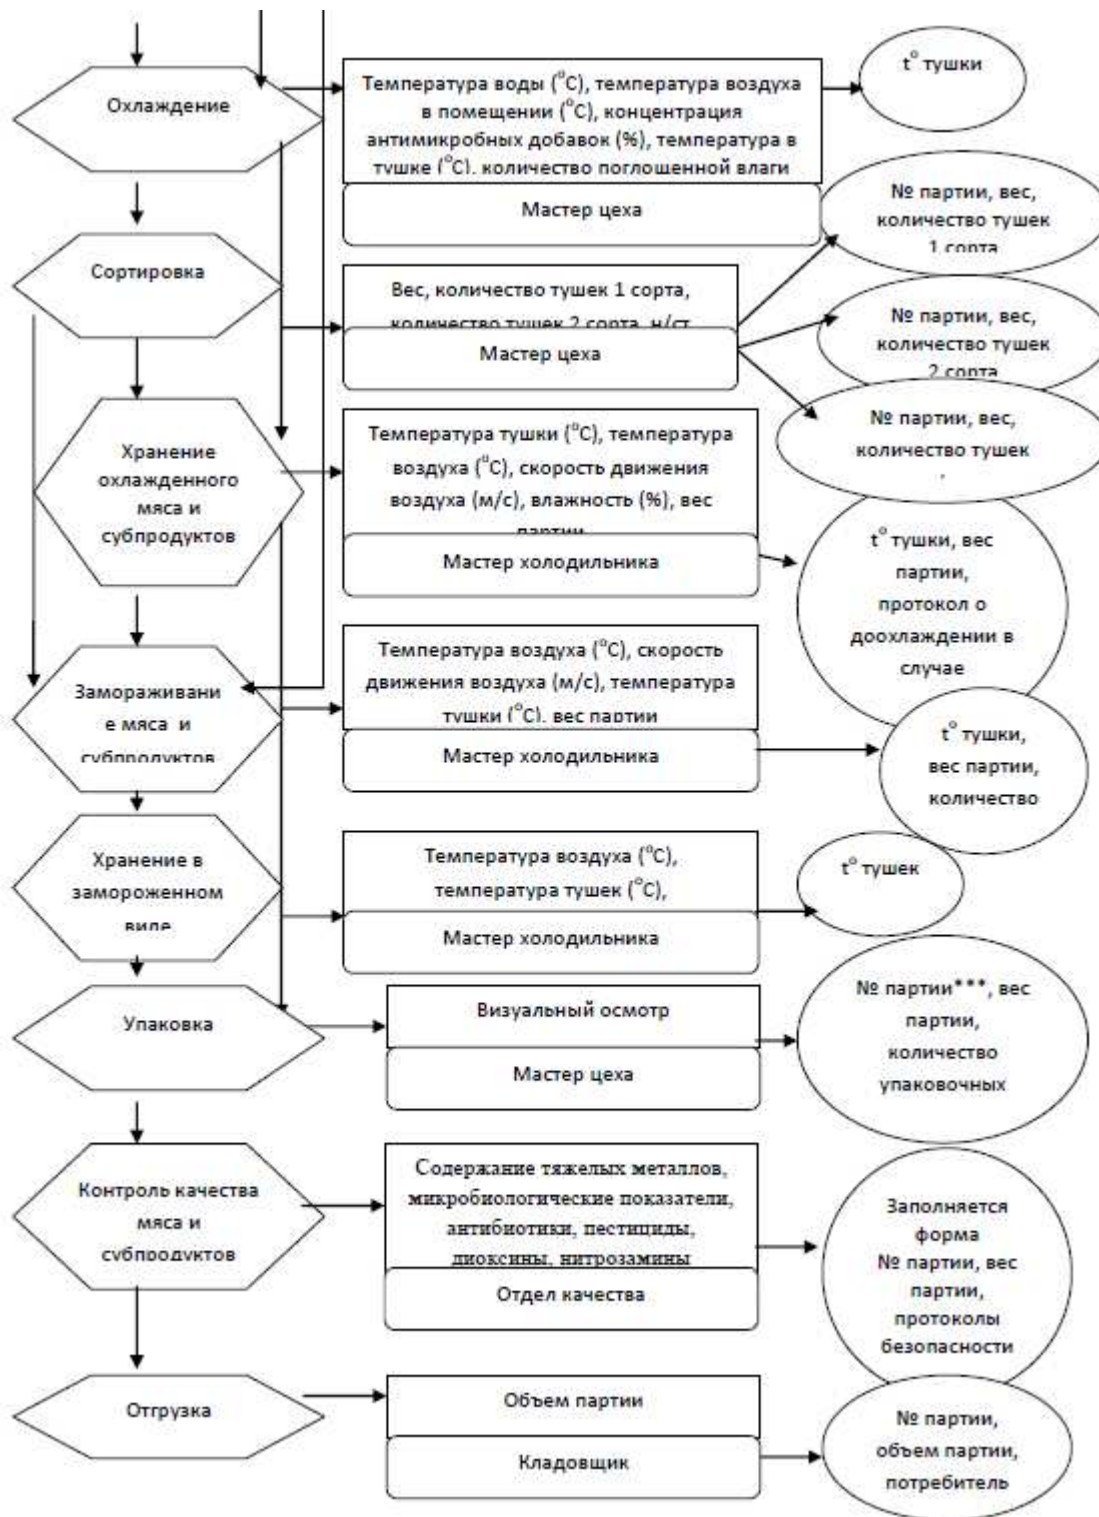 Охлаждение
Температура воды (°С), температура воздуха
в помещении (°С), концентрация
антимикробных добавок (%), температура в
тушке (°С), количество поглощенной влаги
Мастер цеха
t° тушки
Сортировка
Вес, количество тушек 1 сорта,
количество тушек 2 сорта, н/ст
Мастер цеха
№ партии, вес,
количество тушек
1 сорта
№ партии, вес,
количество тушек
2 сорта
№ партии, вес,
количество тушек
Хранение
охлажденного
мяса и
субпродуктов
Температура тушки (°С), температура
воздуха (°С), скорость движения
воздуха (м/с), влажность (%), вес
партии
Мастер холодильника
t° тушки, вес
партии,
протокол о
доохлаждении в
случае
Замораживани
е мяса и
субпродуктов
Температура воздуха (°С), скорость
движения воздуха (м/с), температура
тушки (°С), вес партии
Мастер холодильника
t° тушки,
вес партии,
количество
Хранение в
замороженном
виде
Температура воздуха (°С),
температура тушек (°С),
Мастер холодильника
t° тушек
Упаковка
Визуальный осмотр
Мастер цеха
№ партии***, вес
партии,
количество
упаковочных
Контроль качества
мяса и
субпродуктов
Содержание тяжелых металлов,
микробиологические показатели,
антибиотики, пестициды,
диоксины, нитрозамины
Отдел качества
Заполняется
форма
№ партии, вес
партии,
протоколы
безопасности
Отгрузка
Объем партии
Кладовщик
№ партии,
объем партии,
потребитель